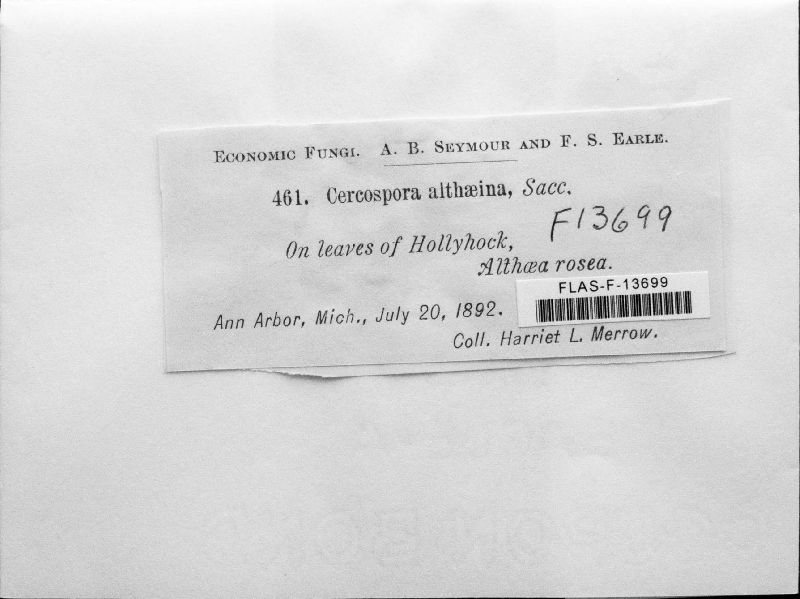 Economic Fungi. A. B. Seymour and F. S. Earle.
461. Cercospora althæina, Sacc.
F13699
On leaves of Hollyhock,
Althæa rosea.
FLAS-F-13699
Ann Arbor, Mich., July 20, 1892.
Coll. Harriet L. Merrow.